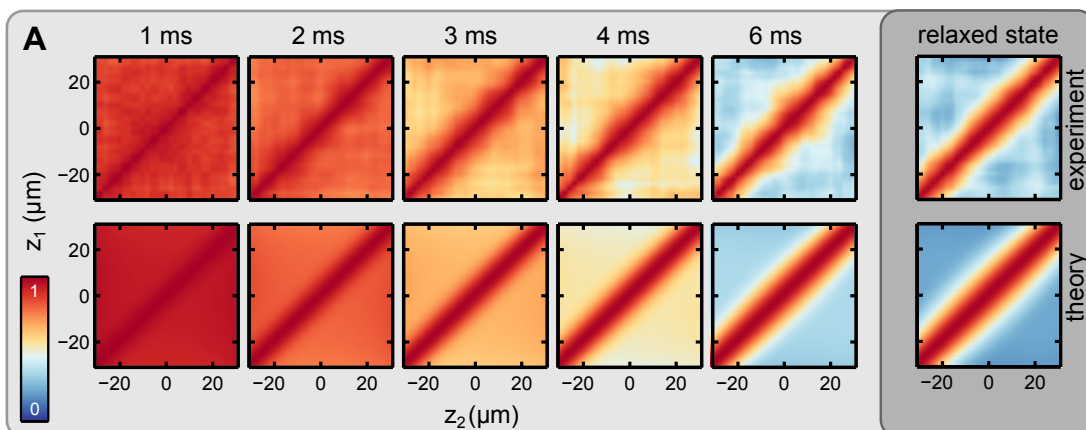 A
1 ms 2 ms 3 ms 4 ms 6 ms relaxed state
20
0
−20
experiment
z1 (μm)
20
0
−20
theory
1
0
−20 0 20 −20 0 20 −20 0 20 −20 0 20 −20 0 20 −20 0 20
z2(μm)